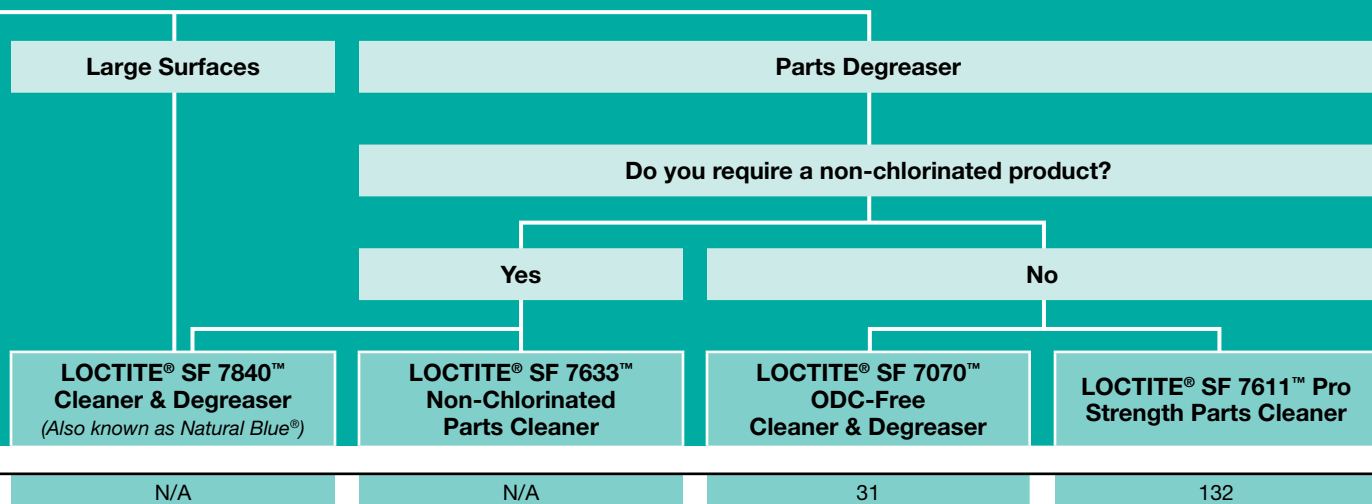 Large Surfaces
Parts Degreaser
Do you require a non-chlorinated product?
Yes
No
LOCTITE® SF 7840™
Cleaner & Degreaser
(Also known as Natural Blue®)
LOCTITE® SF 7633™
Non-Chlorinated
Parts Cleaner
LOCTITE® SF 7070™
ODC-Free
Cleaner & Degreaser
LOCTITE® SF 7611™ Pro
Strength Parts Cleaner
N/A
N/A
31
132